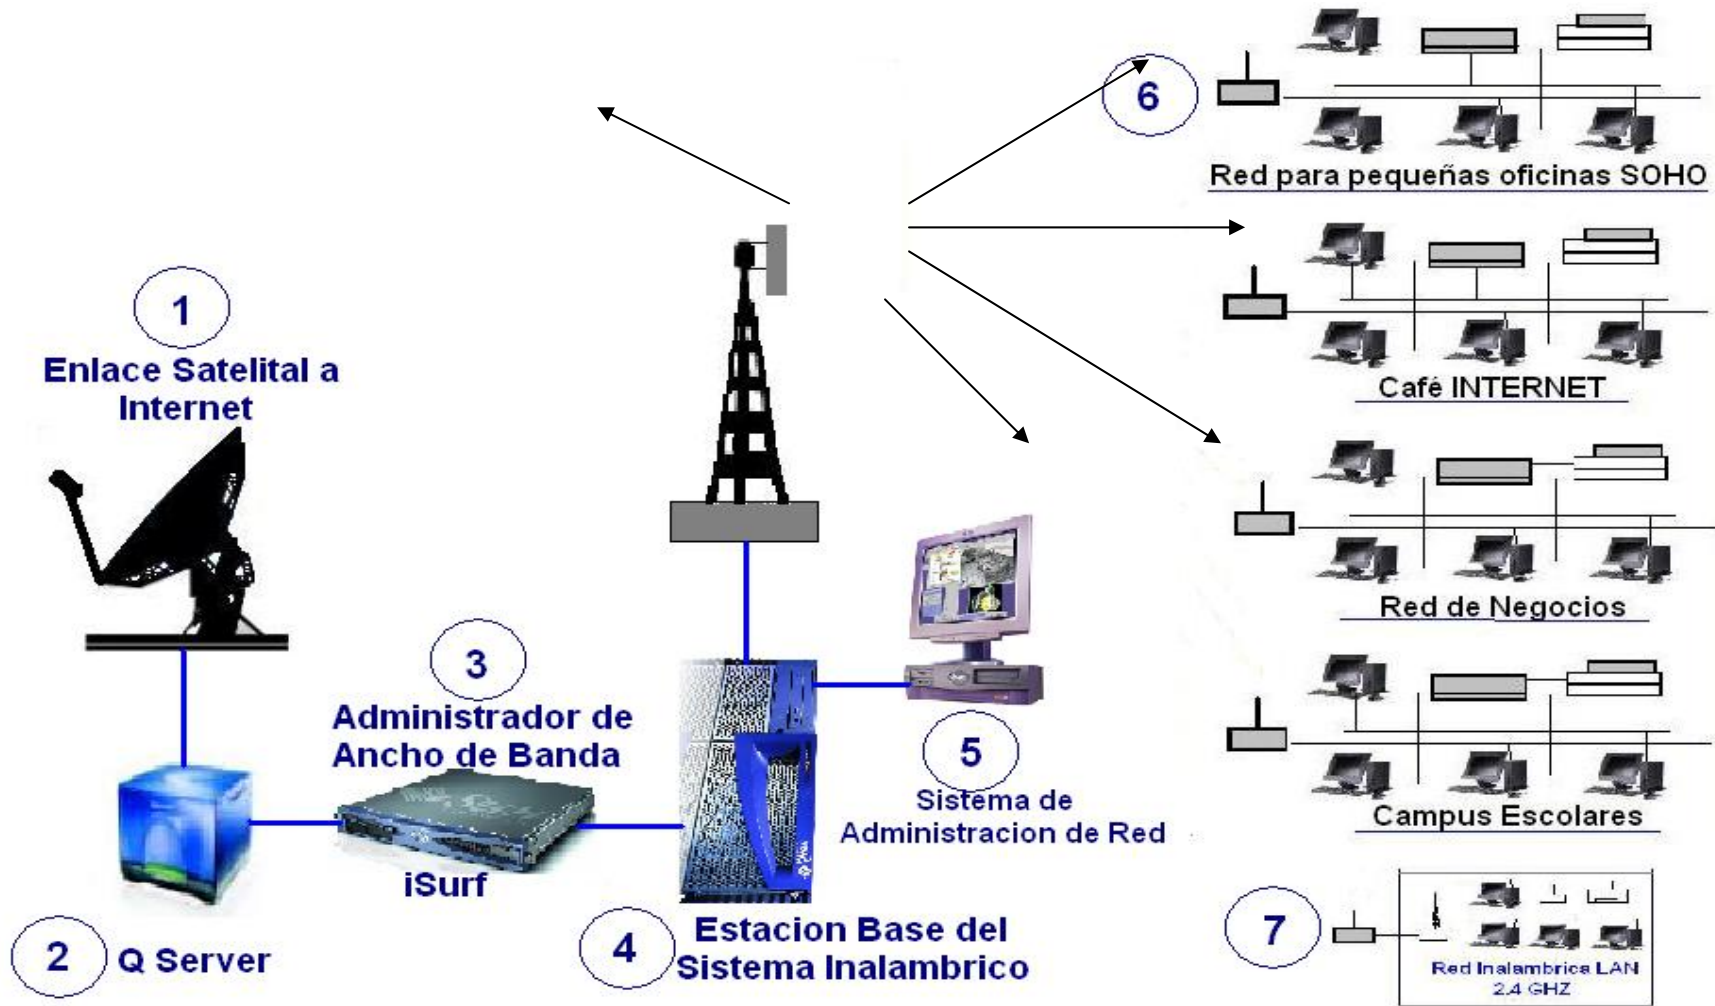 1
Enlace Satelital a
Internet
2
Q Server
3
Administrador de
Ancho de Banda
iSurf
4
Estacion Base del
Sistema Inalambrico
5
Sistema de
Administracion de Red
6
Red para pequeñas oficinas SOHO
Café INTERNET
Red de Negocios
Campus Escolares
7
Red Inalambrica LAN
2.4 GHZ